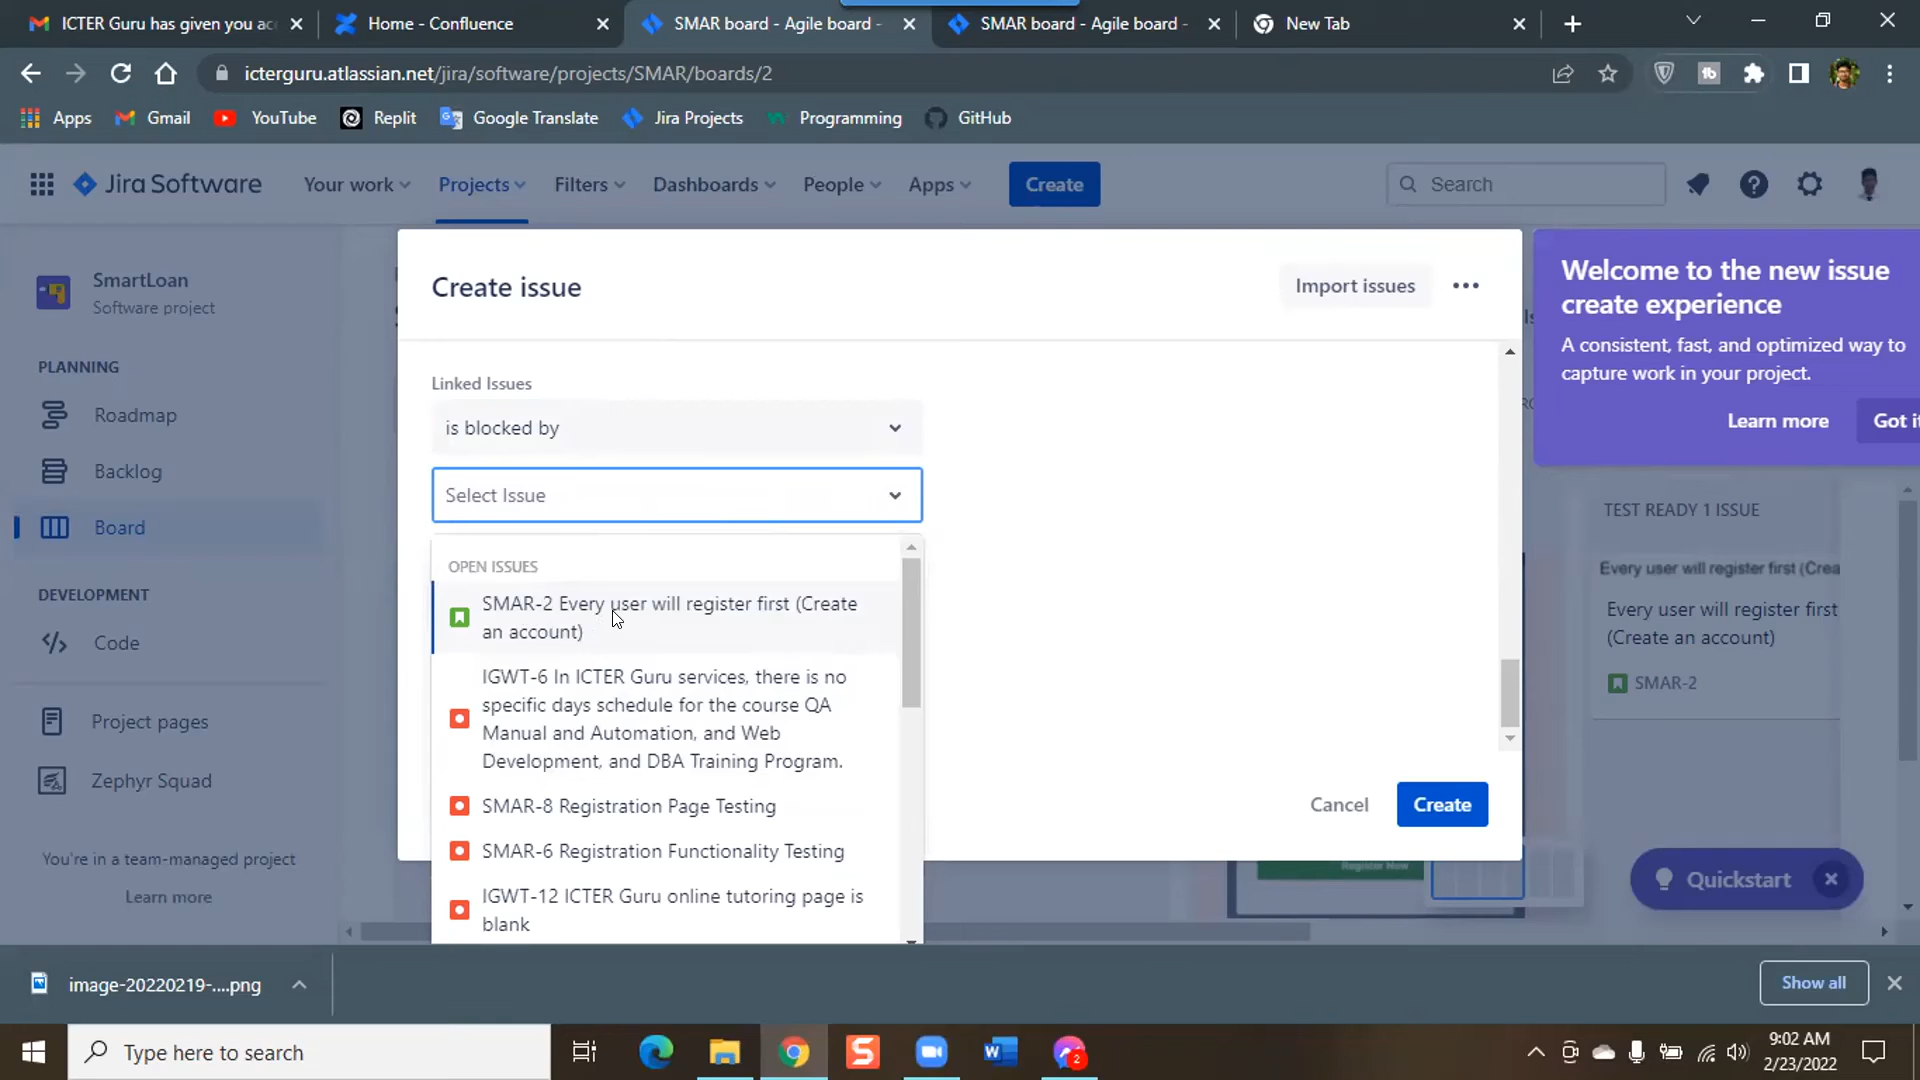 ICTER Guru has given you acc
Home - Confluence
SMAR board - Agile board -
SMAR board - Agile board -
New Tab
icterguru.atlassian.net/jira/software/projects/SMAR/boards/2
Apps
Gmail
YouTube
Replit
Google Translate
Jira Projects
Programming
GitHub
Jira Software
Your work
Projects
Filters
Dashboards
People
Apps
Create
Search
SmartLoan
Software project
PLANNING
Roadmap
Backlog
Board
DEVELOPMENT
Code
Project pages
Zephyr Squad
You're in a team-managed project
Learn more
Create issue
Import issues
Linked Issues
is blocked by
Select Issue
OPEN ISSUES
SMAR-2 Every user will register first (Create
an account)
IGWT-6 In ICTER Guru services, there is no
specific days schedule for the course QA
Manual and Automation, and Web
Development, and DBA Training Program.
SMAR-8 Registration Page Testing
SMAR-6 Registration Functionality Testing
IGWT-12 ICTER Guru online tutoring page is
blank
Cancel
Create
Welcome to the new issue
create experience
A consistent, fast, and optimized way to
capture work in your project.
Learn more
Got it
TEST READY 1 ISSUE
Every user will register first (Crea
Every user will register first
(Create an account)
SMAR-2
Register Now
Quickstart
image-20220219-....png
Show all
Type here to search
2
9:02 AM
2/23/2022